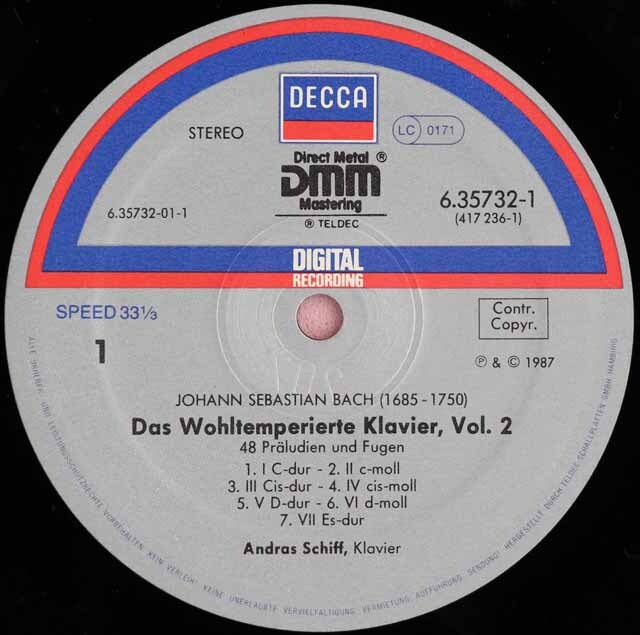 DECCA
STEREO
LC 0171
Direct Metal ®
DMM
Mastering
® TELDEC
6.35732-01-1
6.35732-1
(417 236-1)
DIGITAL
RECORDING
SPEED 33⅓
Contr.
Copyr.
1
℗ & © 1987
JOHANN SEBASTIAN BACH (1685-1750)
Das Wohltemperierte Klavier, Vol. 2
48 Präludien und Fugen
1. I C-dur - 2. II c-moll
3. III Cis-dur - 4. IV cis-moll
5. V D-dur - 6. VI d-moll
7. VII Es-dur
Andras Schiff, Klavier
ALLE URHEBER- UND LEISTUNGSSCHUTZRECHTE VORBEHALTEN. KEIN VERLEIH! KEINE UNERLAUBTE VERVIELFÄLTIGUNG, VERMIETUNG, AUFFÜHRUNG, SENDUNG! HERGESTELLT DURCH TELDEC SCHALLPLATTEN GMBH HAMBURG